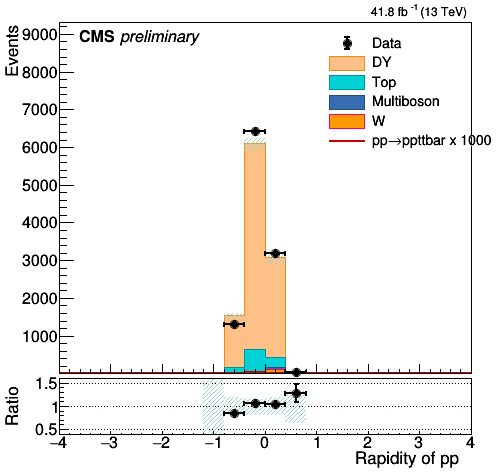 41.8 fb⁻¹ (13 TeV)
CMS preliminary
Events
9000
8000
7000
6000
5000
4000
3000
2000
1000
Data
DY
Top
Multiboson
W
pp→ppttbar x 1000
Ratio
1.5
1
0.5
−4 −3 −2 −1 0 1 2 3 4
Rapidity of pp